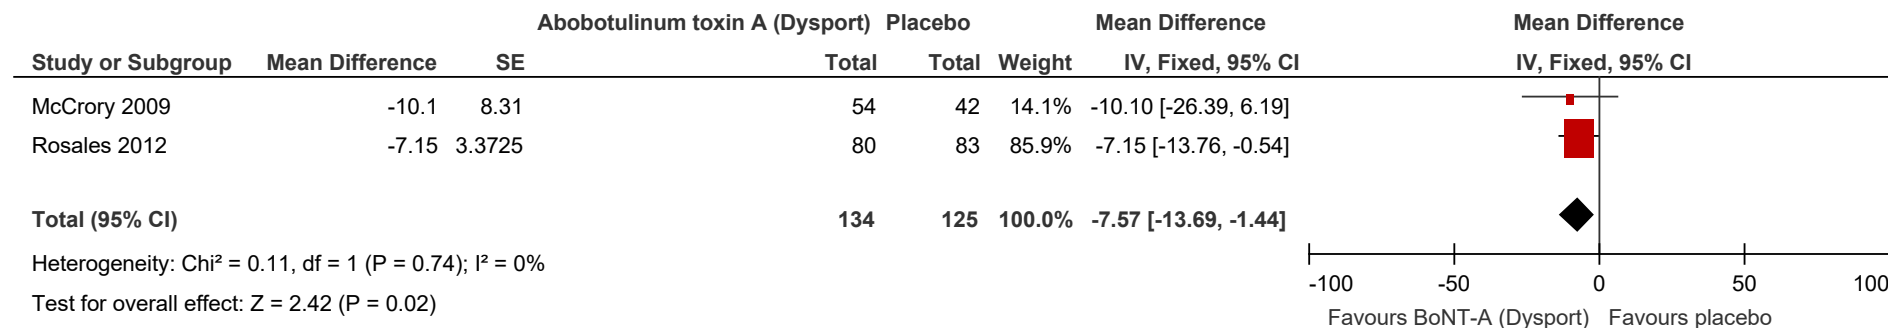 Abobotulinum toxin A (Dysport) Placebo Mean Difference Mean Difference
Study or Subgroup Mean Difference SE Total Total Weight IV, Fixed, 95% CI IV, Fixed, 95% CI
McCrory 2009 -10.1 8.31 54 42 14.1% -10.10 [-26.39, 6.19]
Rosales 2012 -7.15 3.3725 80 83 85.9% -7.15 [-13.76, -0.54]
Total (95% CI) 134 125 100.0% -7.57 [-13.69, -1.44]
Heterogeneity: Chi² = 0.11, df = 1 (P = 0.74); I² = 0%
Test for overall effect: Z = 2.42 (P = 0.02)
-100 -50 0 50 100
Favours BoNT-A (Dysport) Favours placebo